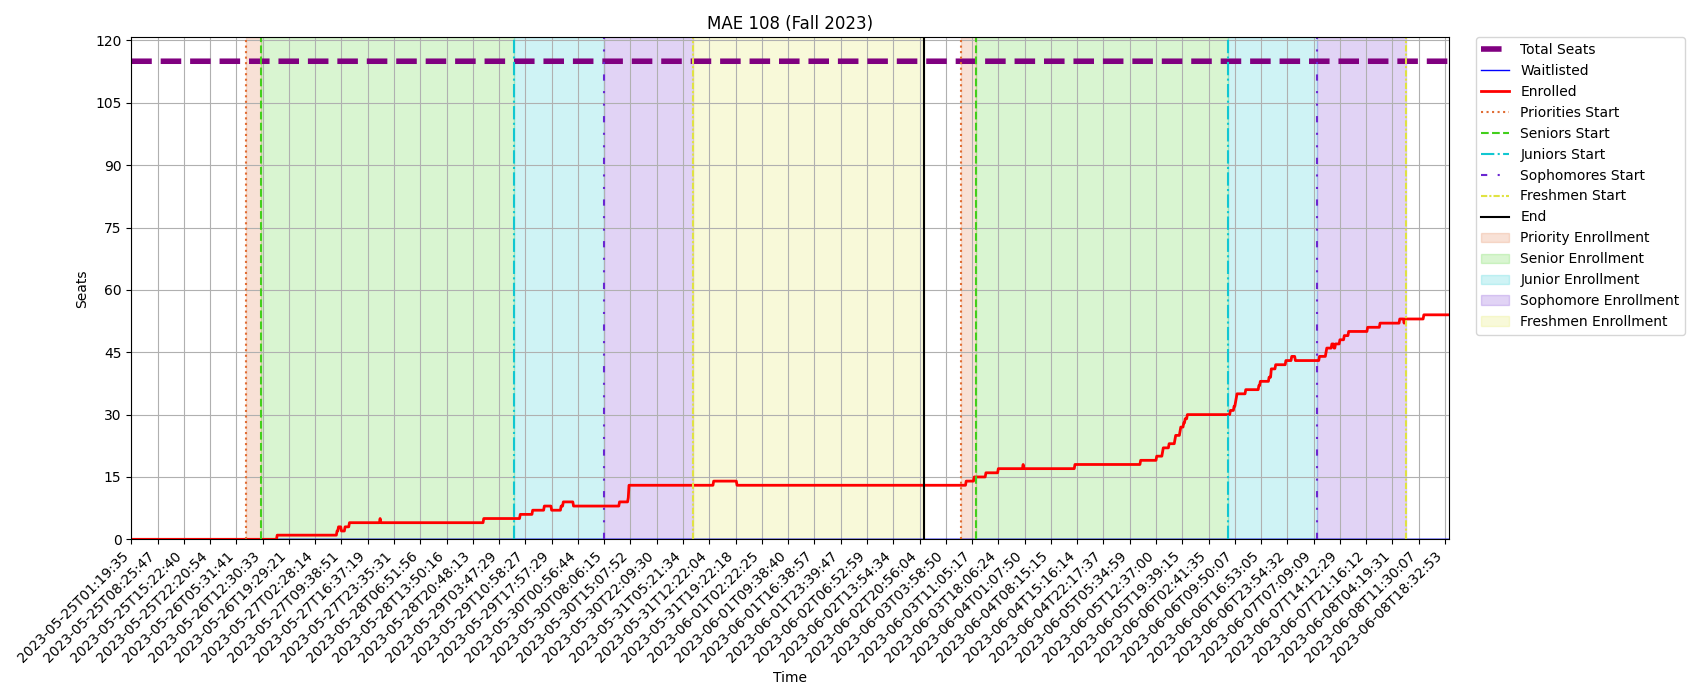 MAE 108 (Fall 2023)
120
105
90
75
60
45
30
15
0
Seats
2023-05-25T01:19:35
2023-05-25T08:25:47
2023-05-25T15:22:40
2023-05-25T22:20:54
2023-05-26T05:31:41
2023-05-26T12:30:33
2023-05-26T19:29:21
2023-05-27T02:28:14
2023-05-27T09:38:51
2023-05-27T16:37:19
2023-05-27T23:35:31
2023-05-28T06:51:56
2023-05-28T13:50:16
2023-05-28T20:48:13
2023-05-29T03:47:29
2023-05-29T10:58:27
2023-05-29T17:57:29
2023-05-30T00:56:44
2023-05-30T08:06:15
2023-05-30T15:07:52
2023-05-30T22:09:30
2023-05-31T05:21:34
2023-05-31T12:22:04
2023-05-31T19:22:18
2023-06-01T02:22:25
2023-06-01T09:38:40
2023-06-01T16:38:57
2023-06-01T23:39:47
2023-06-02T06:52:59
2023-06-02T13:54:34
2023-06-02T20:56:04
2023-06-03T03:58:50
2023-06-03T11:05:17
2023-06-03T18:06:24
2023-06-04T01:07:50
2023-06-04T08:15:15
2023-06-04T15:16:14
2023-06-04T22:17:37
2023-06-05T05:34:59
2023-06-05T12:37:00
2023-06-05T19:39:15
2023-06-06T02:41:35
2023-06-06T09:50:07
2023-06-06T16:53:05
2023-06-06T23:54:32
2023-06-07T07:09:09
2023-06-07T14:12:29
2023-06-07T21:16:12
2023-06-08T04:19:31
2023-06-08T11:30:07
2023-06-08T18:32:53
Time
Total Seats
Waitlisted
Enrolled
Priorities Start
Seniors Start
Juniors Start
Sophomores Start
Freshmen Start
End
Priority Enrollment
Senior Enrollment
Junior Enrollment
Sophomore Enrollment
Freshmen Enrollment